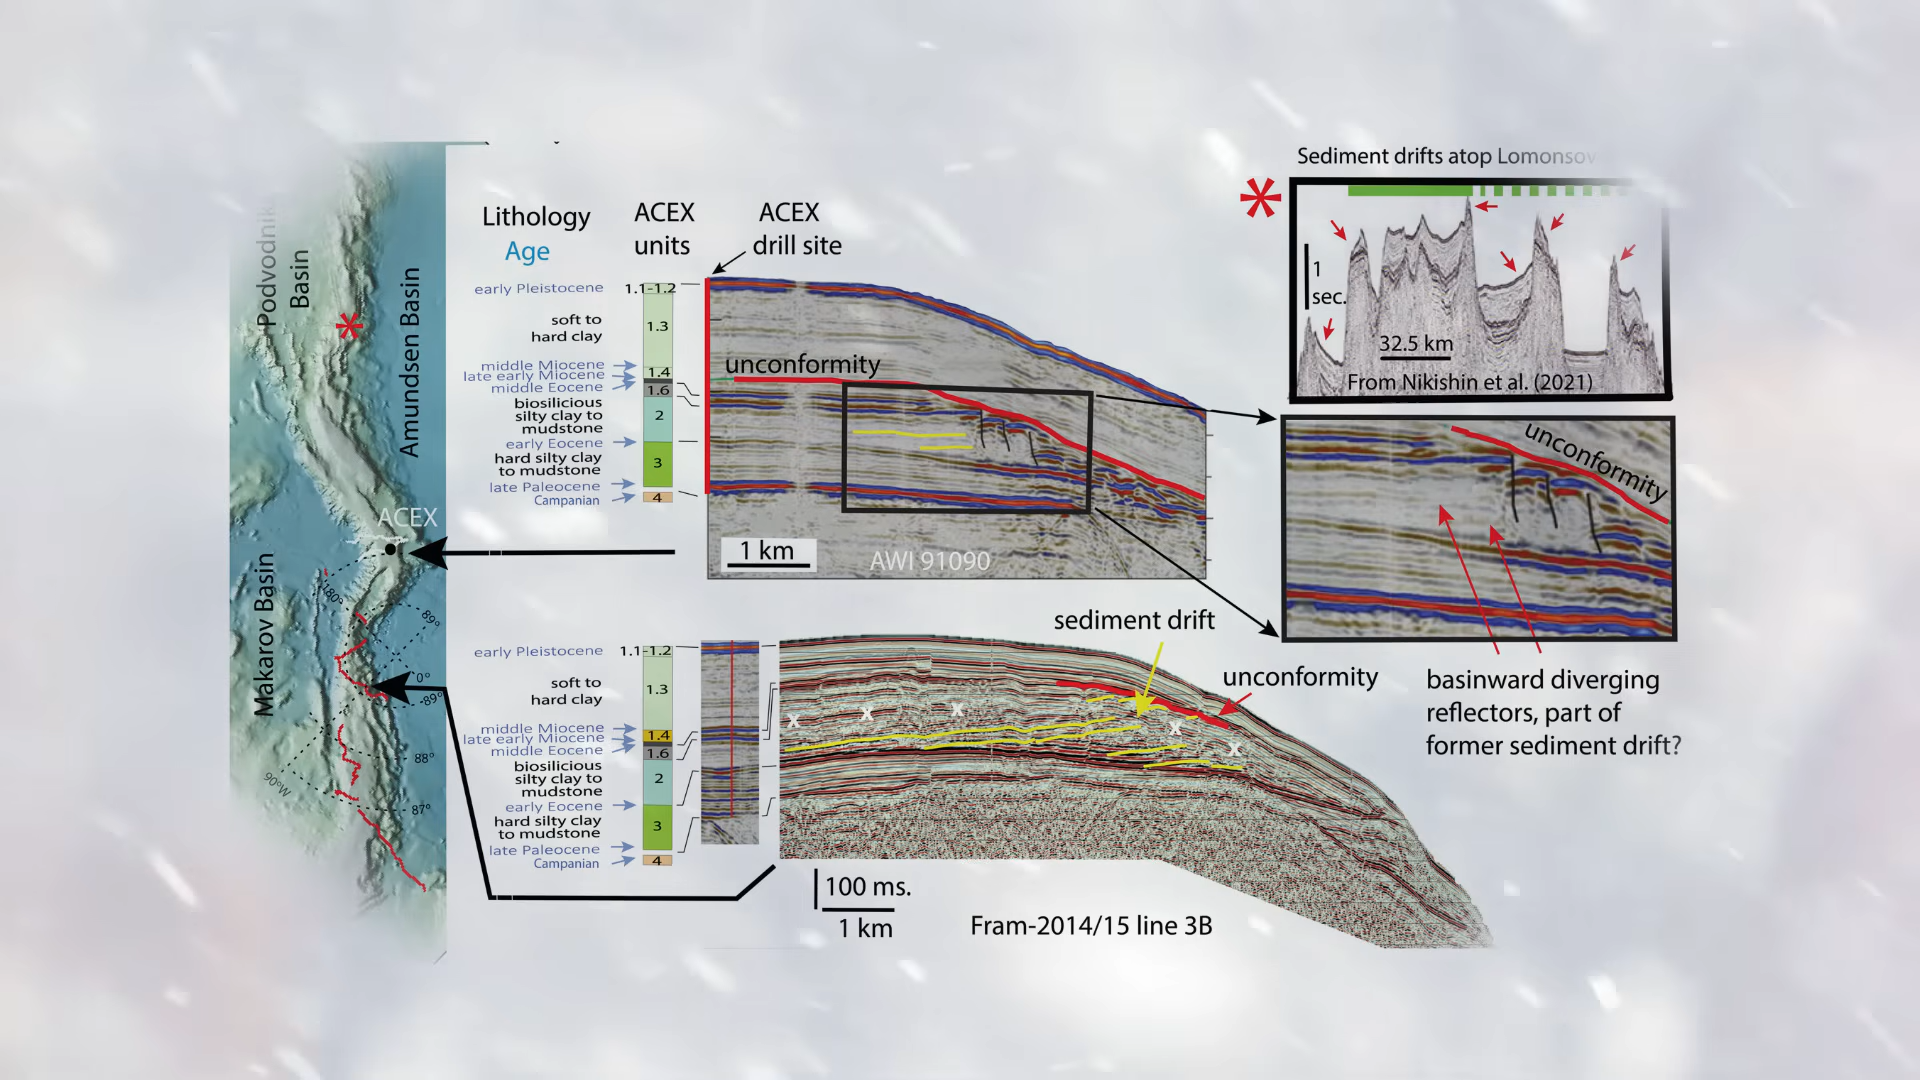 Podvodnik
Basin
Amundsen Basin
ACEX
Makarov Basin
180°
89°
0°
-89°
88°
90°W
87°
Lithology
Age
ACEX
units
ACEX
drill site
early Pleistocene
1.1-1.2
soft to
hard clay
1.3
middle Miocene
late early Miocene
middle Eocene
1.4
1.6
biosilicious
silty clay to
mudstone
2
early Eocene
hard silty clay
to mudstone
3
late Paleocene
Campanian
4
unconformity
1 km
AWI 91090
Sediment drifts atop Lomonsov
*
1
sec.
32.5 km
From Nikishin et al. (2021)
unconformity
basinward diverging
reflectors, part of
former sediment drift?
early Pleistocene
1.1-1.2
soft to
hard clay
1.3
middle Miocene
late early Miocene
middle Eocene
1.4
1.6
biosilicious
silty clay to
mudstone
2
early Eocene
hard silty clay
to mudstone
3
late Paleocene
Campanian
4
sediment drift
unconformity
x x x x x
100 ms.
1 km
Fram-2014/15 line 3B